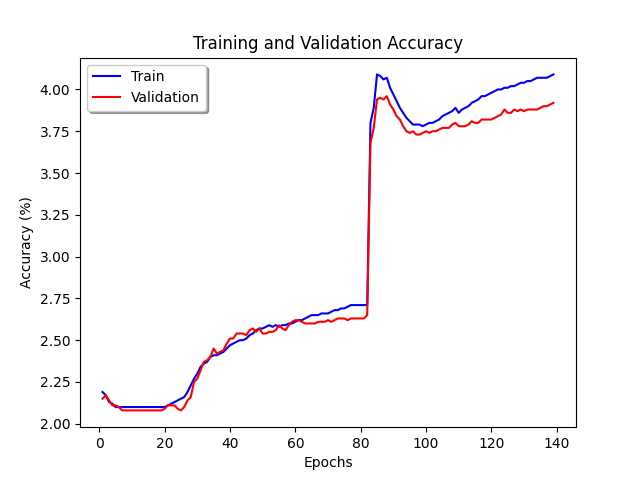 Training and Validation Accuracy
Train
Validation
4.00
3.75
3.50
3.25
3.00
2.75
2.50
2.25
2.00
Accuracy (%)
0 20 40 60 80 100 120 140
Epochs